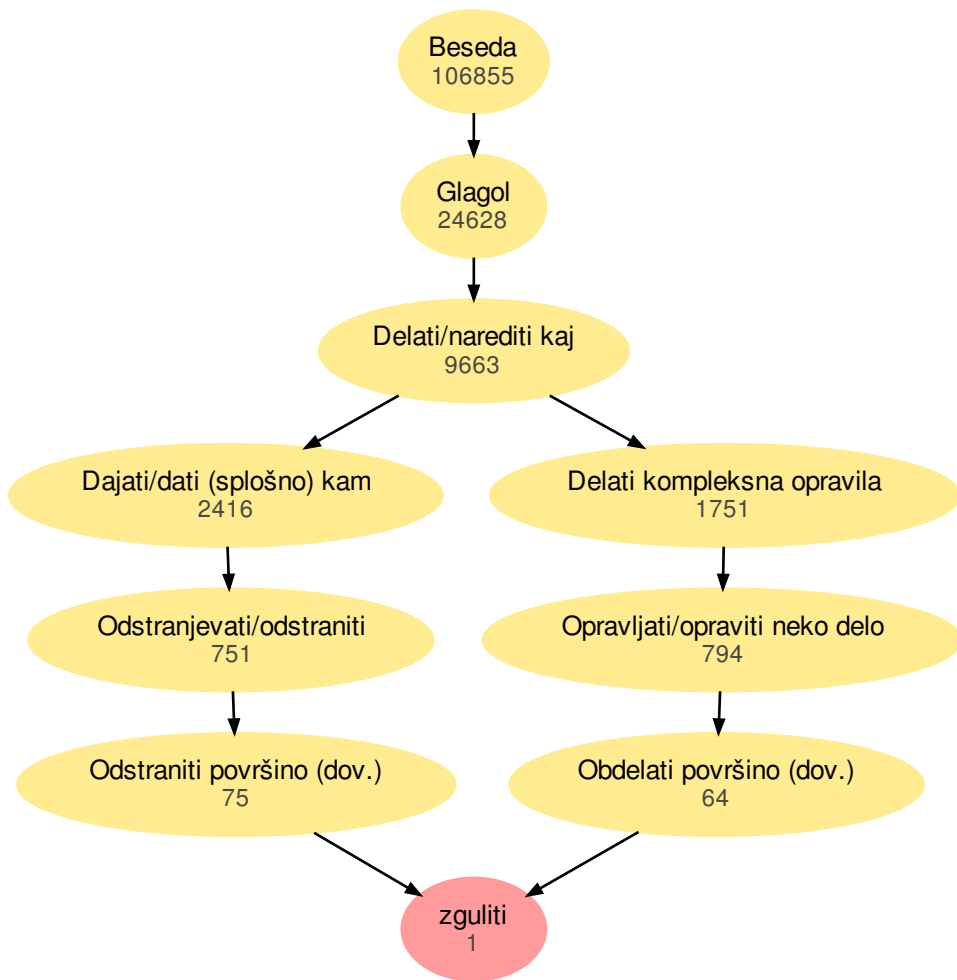 Beseda
106855
Glagol
24628
Delati/narediti kaj
9663
Dajati/dati (splošno) kam
2416
Delati kompleksna opravila
1751
Odstranjevati/odstraniti
751
Opravljati/opraviti neko delo
794
Odstraniti površino (dov.)
75
Obdelati površino (dov.)
64
zguliti
1